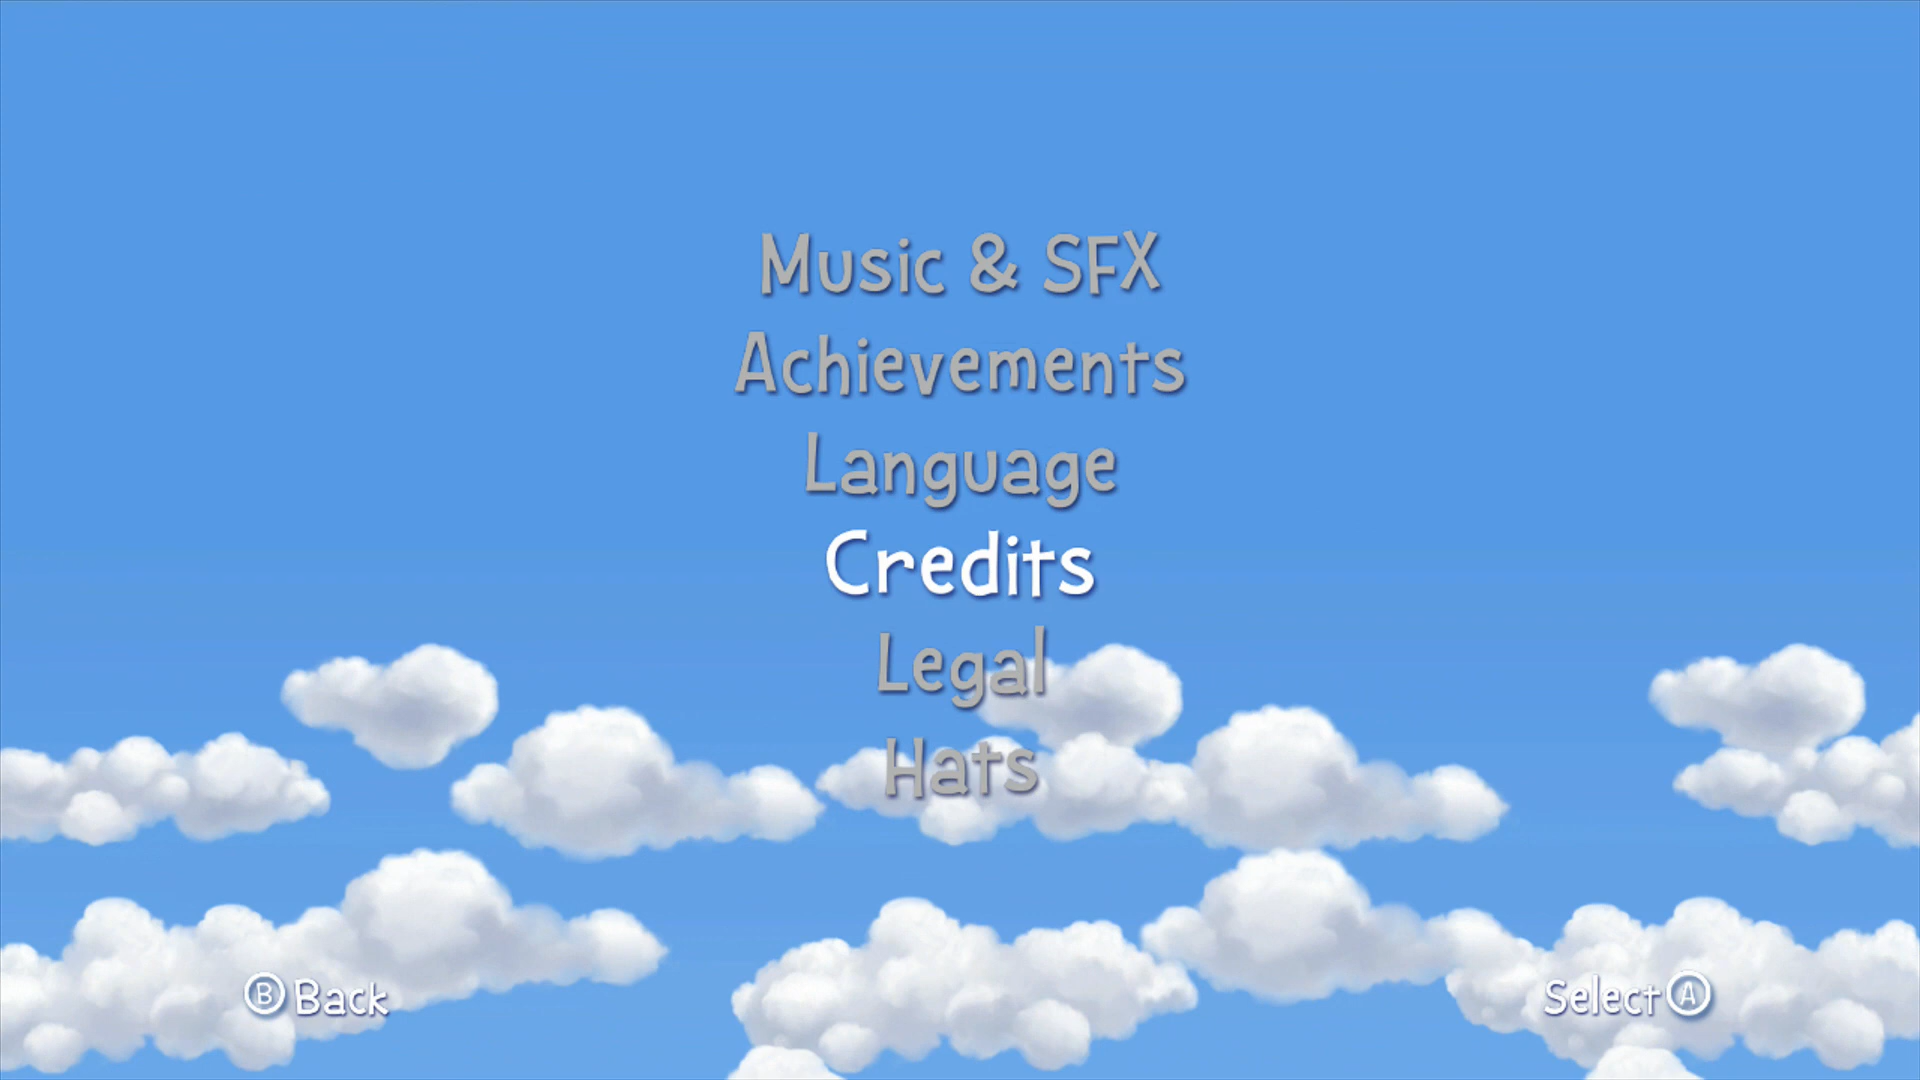 Music & SFX
Achievements
Language
Credits
Legal
Hats
B Back
Select A